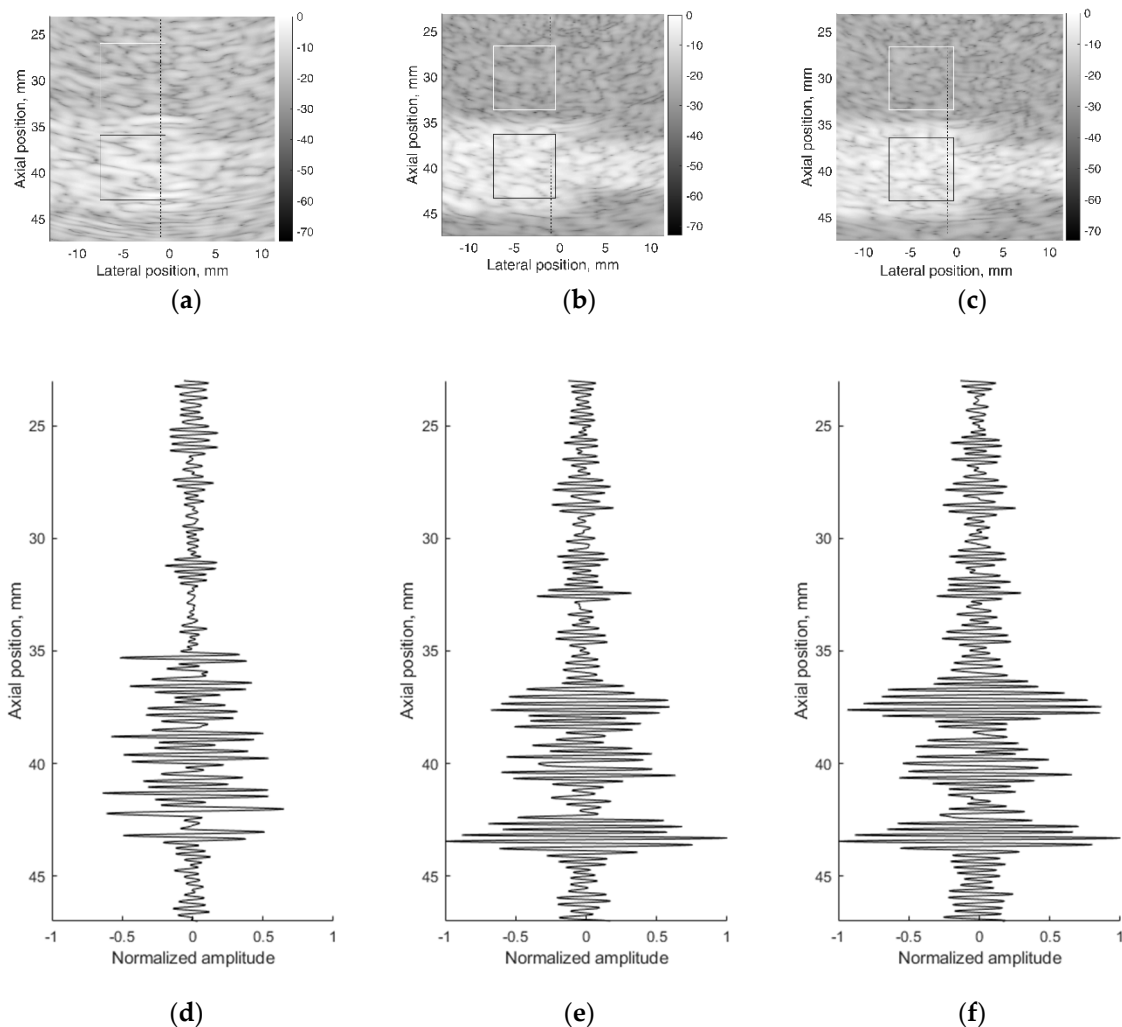 25
30
35
40
45
Axial position, mm
-10 -5 0 5 10
Lateral position, mm
0
-10
-20
-30
-40
-50
-60
-70
(a)
25
30
35
40
45
Axial position, mm
-10 -5 0 5 10
Lateral position, mm
0
-10
-20
-30
-40
-50
-60
-70
(b)
25
30
35
40
45
Axial position, mm
-10 -5 0 5 10
Lateral position, mm
0
-10
-20
-30
-40
-50
-60
-70
(c)
25
30
35
40
45
Axial position, mm
-1 -0.5 0 0.5 1
Normalized amplitude
(d)
25
30
35
40
45
Axial position, mm
-1 -0.5 0 0.5 1
Normalized amplitude
(e)
25
30
35
40
45
Axial position, mm
-1 -0.5 0 0.5 1
Normalized amplitude
(f)